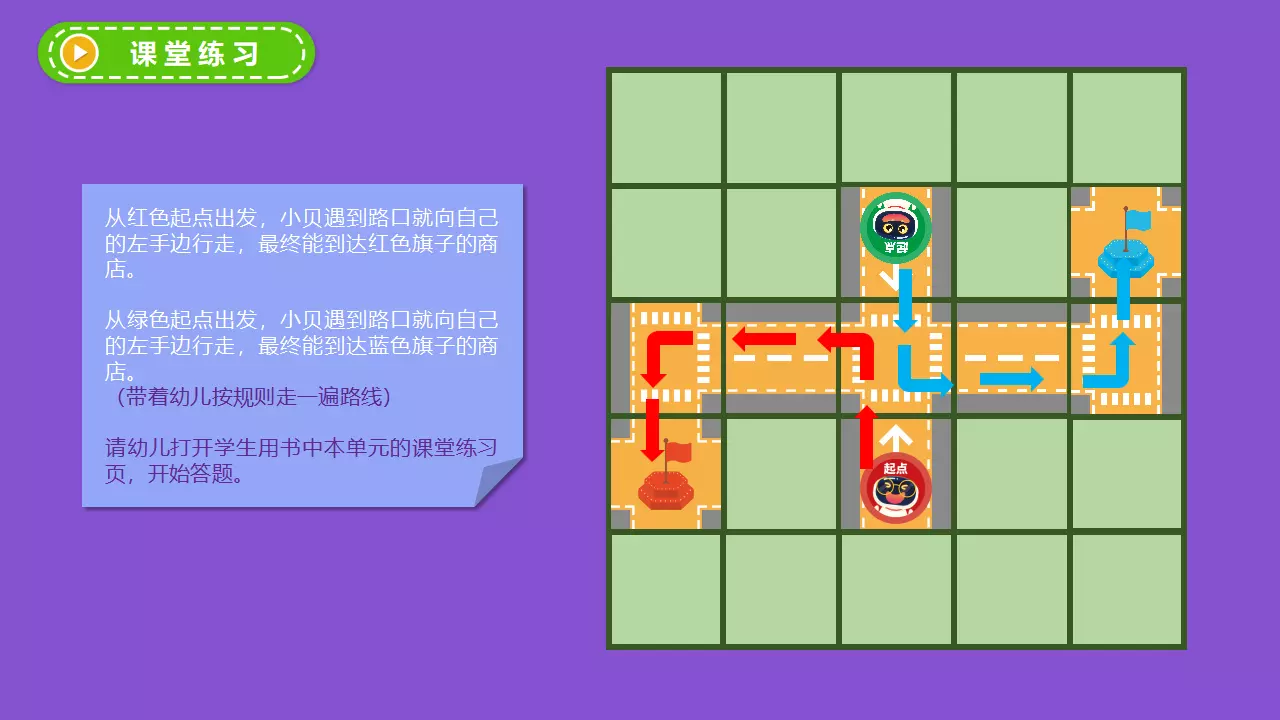 课堂练习
从红色起点出发，小贝遇到路口就向自己
的左手边行走，最终能到达红色旗子的商
店。
从绿色起点出发，小贝遇到路口就向自己
的左手边行走，最终能到达蓝色旗子的商
店。
（带着幼儿按规则走一遍路线）
请幼儿打开学生用书中本单元的课堂练习
页，开始答题。
起点
起点